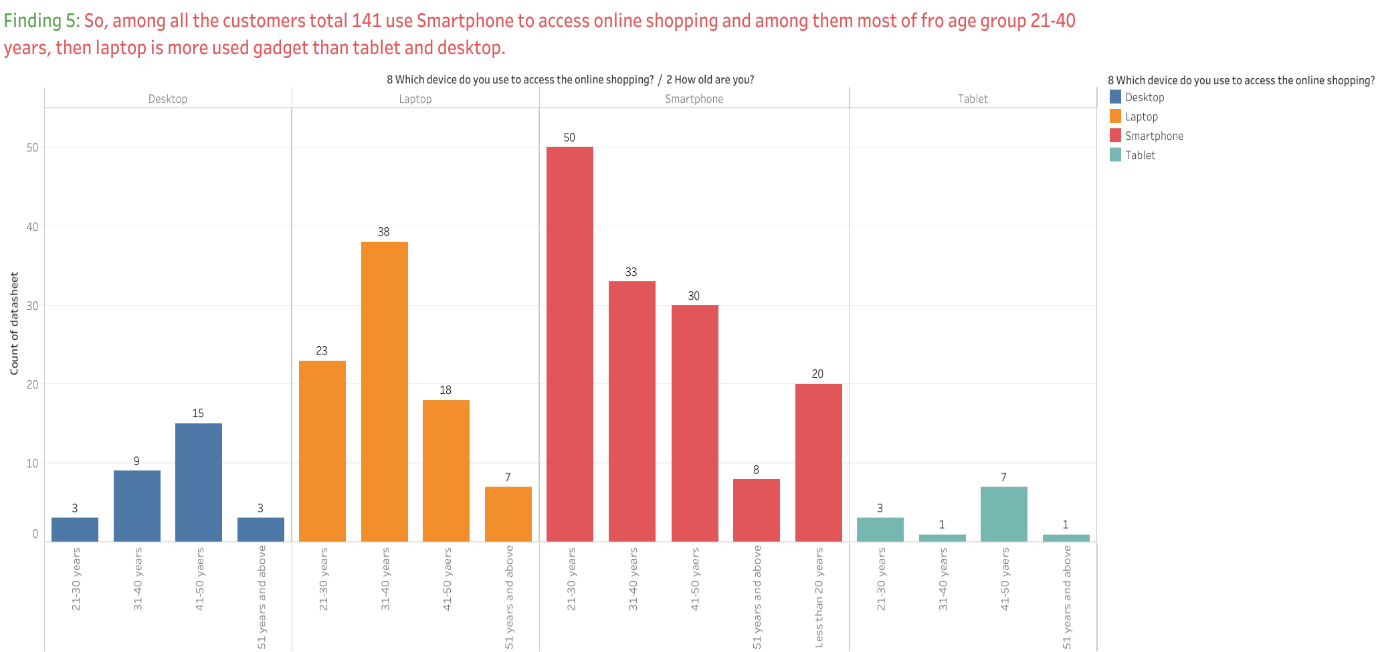 Finding 5: So, among all the customers total 141 use Smartphone to access online shopping and among them most of fro age group 21-40
years, then laptop is more used gadget than tablet and desktop.
8 Which device do you use to access the online shopping? / 2 How old are you?
8 Which device do you use to access the online shopping?
Desktop
Laptop
Smartphone
Tablet
Desktop
Laptop
Smartphone
Tablet
Count of datasheet
50
40
30
20
10
0
3
9
15
3
23
38
18
7
50
33
30
8
20
3
1
7
1
21-30 years
31-40 years
41-50 yaers
51 years and above
21-30 years
31-40 years
41-50 yaers
51 years and above
21-30 years
31-40 years
41-50 yaers
51 years and above
Less than 20 years
21-30 years
31-40 years
41-50 yaers
51 years and above